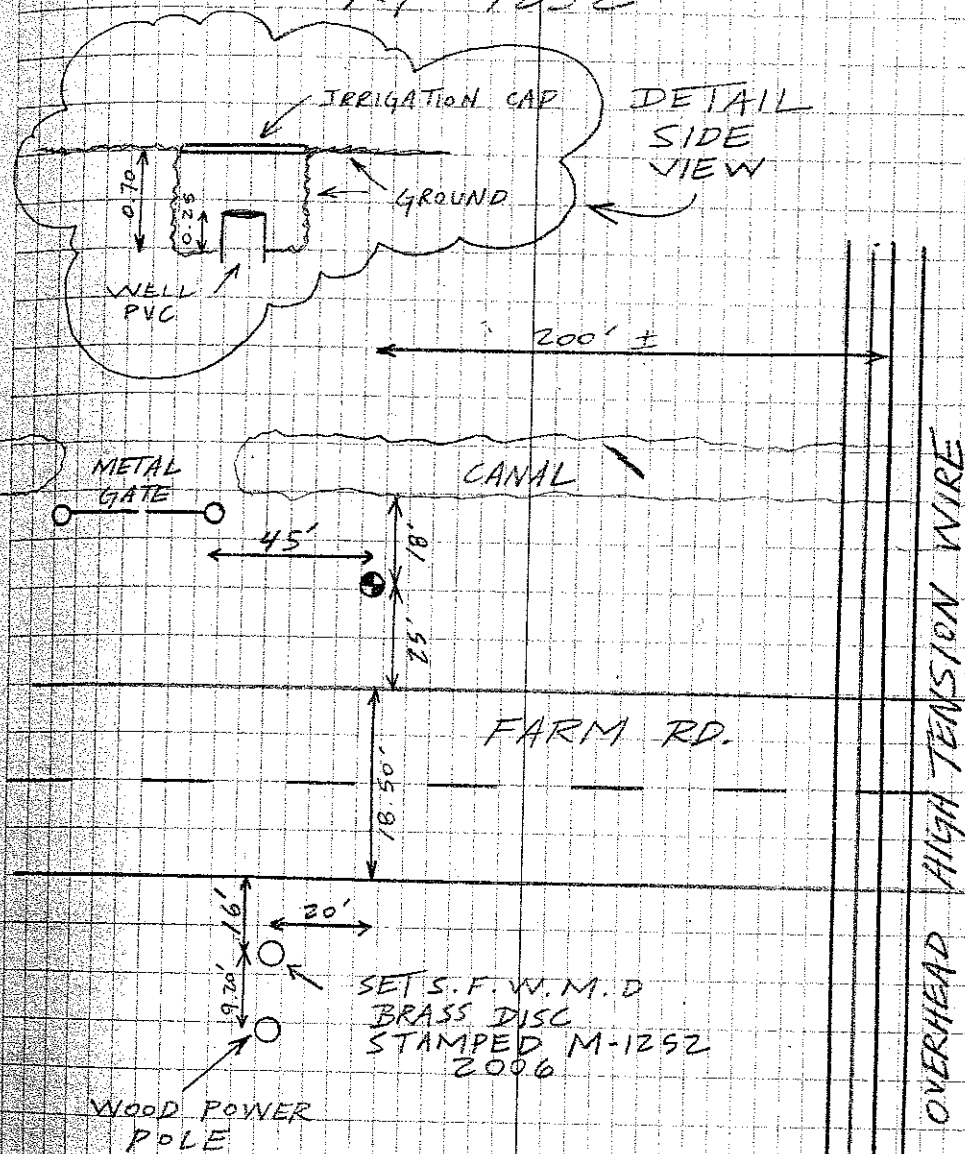 IRRIGATION CAP
DETAIL
SIDE
VIEW
0.70
0.25
GROUND
WELL
PVC
200' ±
METAL
GATE
CANAL
45'
18'
25'
FARM RD.
18.50'
16'
20'
9.20'
SET S.F.W.M.D
BRASS DISC
STAMPED M-1252
2006
WOOD POWER
POLE
OVERHEAD HIGH TENSION WIRE